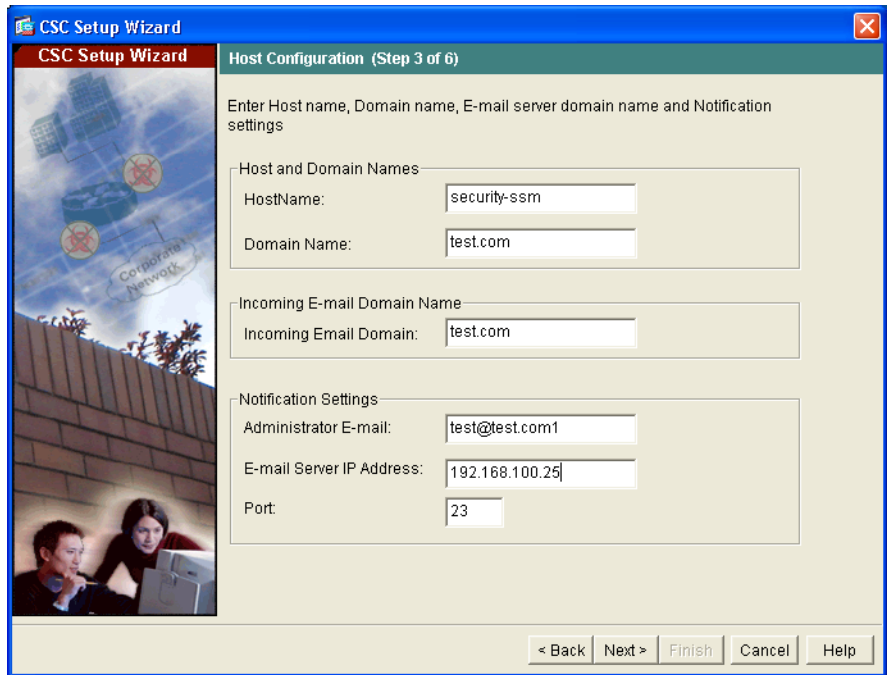 CSC Setup Wizard
CSC Setup Wizard
Host Configuration (Step 3 of 6)
Enter Host name, Domain name, E-mail server domain name and Notification
settings
Host and Domain Names
HostName: security-ssm
Domain Name: test.com
Incoming E-mail Domain Name
Incoming Email Domain: test.com
Notification Settings
Administrator E-mail: test@test.com1
E-mail Server IP Address: 192.168.100.25
Port: 23
Corporate
Network
< Back Next > Finish Cancel Help